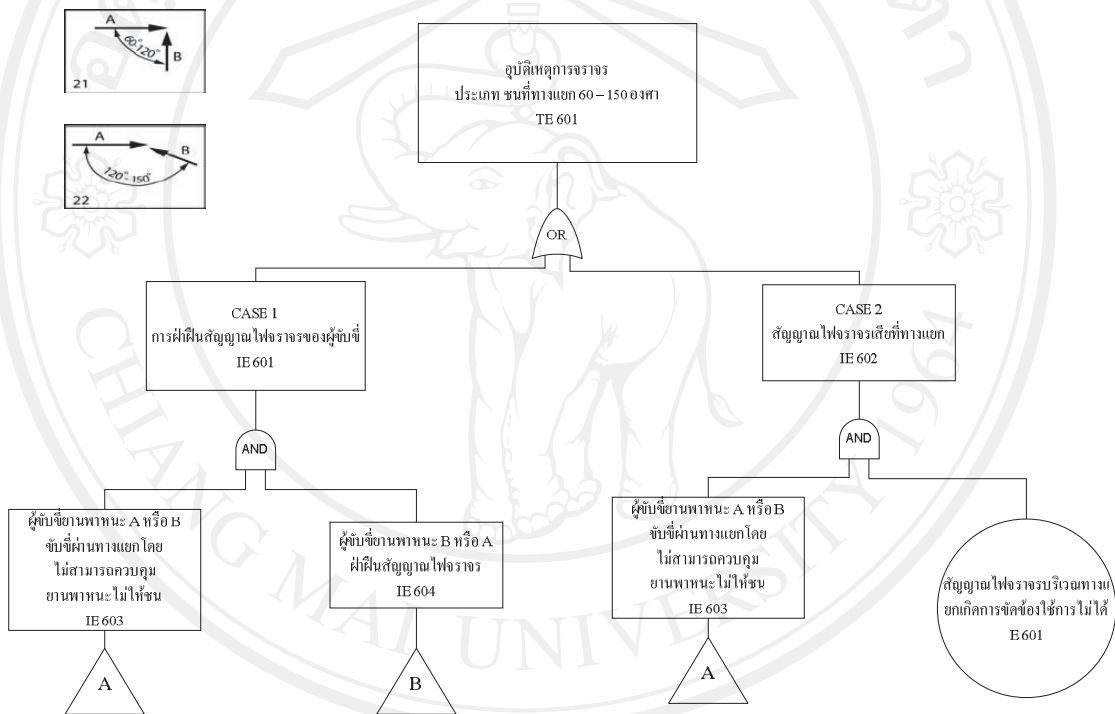 A
60°-120°
B
21
A
B
120°-150°
22
อุบัติเหตุการจราจร
ประเภท ชนที่ทางแยก 60 – 150 องศา
TE 601
OR
CASE 1
การฝ่าฝืนสัญญาณไฟจราจรของผู้ขับขี่
IE 601
CASE 2
สัญญาณไฟจราจรเสียที่ทางแยก
IE 602
AND
AND
ผู้ขับขี่ยานพาหนะ A หรือ B
ขับขี่ผ่านทางแยกโดย
ไม่สามารถควบคุม
ยานพาหนะไม่ให้ชน
IE 603
ผู้ขับขี่ยานพาหนะ B หรือ A
ฝ่าฝืนสัญญาณไฟจราจร
IE 604
ผู้ขับขี่ยานพาหนะ A หรือ B
ขับขี่ผ่านทางแยกโดย
ไม่สามารถควบคุม
ยานพาหนะไม่ให้ชน
IE 603
สัญญาณไฟจราจรบริเวณทางแ
ยกเกิดการขัดข้องใช้การไม่ได้
E 601
A
B
A
CHIANG MAI UNIVERSITY 1964